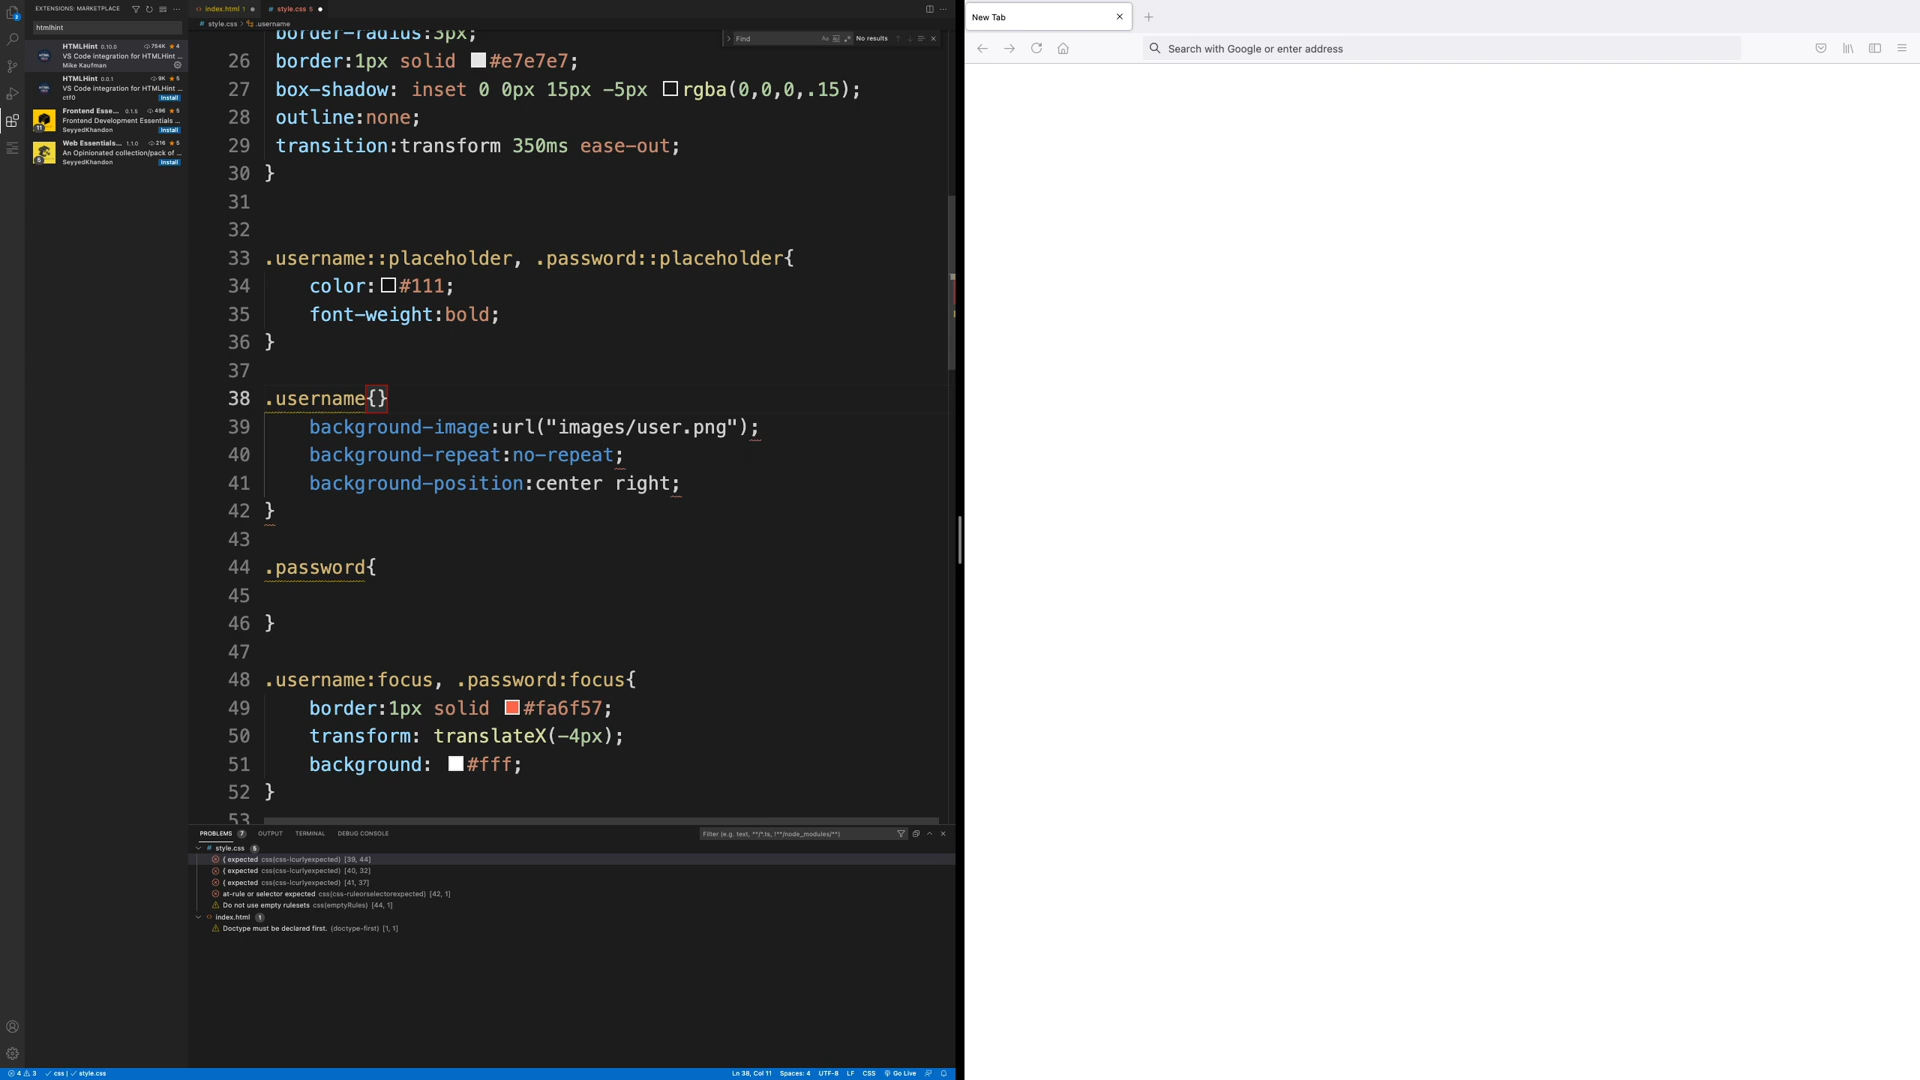 EXTENSIONS: MARKETPLACE
htmlhint
HTMLHint 0.10.0 754K ★4
VS Code integration for HTMLHint ...
Mike Kaufman
HTMLHint 0.0.1 9K ★5
VS Code integration for HTMLHint ...
ctf0 Install
Frontend Esse... 0.1.5 496 ★5
Frontend Development Essentials ...
SeyyedKhandon Install
11
Web Essentials... 1.1.0 216 ★5
An Opinionated collection/pack of ...
SeyyedKhandon Install
5
index.html 1 style.css 5
style.css > .username
Find Aa No results
border-radius:3px;
26 border:1px solid #e7e7e7;
27 box-shadow: inset 0 0px 15px -5px rgba(0,0,0,.15);
28 outline:none;
29 transition:transform 350ms ease-out;
30 }
31
32
33 .username::placeholder, .password::placeholder{
34 color:#111;
35 font-weight:bold;
36 }
37
38 .username{}
39 background-image:url("images/user.png");
40 background-repeat:no-repeat;
41 background-position:center right;
42 }
43
44 .password{
45
46 }
47
48 .username:focus, .password:focus{
49 border:1px solid #fa6f57;
50 transform: translateX(-4px);
51 background: #fff;
52 }
53
PROBLEMS 7 OUTPUT TERMINAL DEBUG CONSOLE Filter (e.g. text, **/*.ts, !**/node_modules/**)
style.css 5
{ expected css(css-lcurlyexpected) [39, 44]
{ expected css(css-lcurlyexpected) [40, 32]
{ expected css(css-lcurlyexpected) [41, 37]
at-rule or selector expected css(css-ruleorselectorexpected) [42, 1]
Do not use empty rulesets css(emptyRules) [44, 1]
index.html 1
Doctype must be declared first. (doctype-first) [1, 1]
4 3 css | style.css Ln 38, Col 11 Spaces: 4 UTF-8 LF CSS Go Live
New Tab
Search with Google or enter address